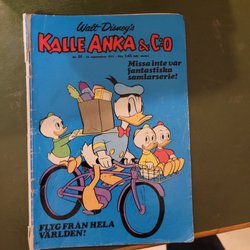 Walt Disney's
KALLE ANKA & C:O
Missa inte vår
fantastiska
samlarserie!
FLYG FRÅN HELA
VÄRLDEN!